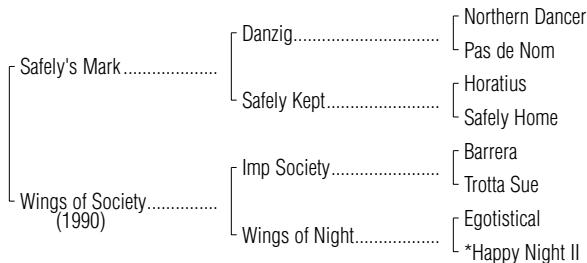 Northern Dancer
Danzig
Pas de Nom
Safely's Mark
Horatius
Safely Kept
Safely Home
Barrera
Imp Society
Trotta Sue
Wings of Society
(1990)
Egotistical
Wings of Night
*Happy Night II